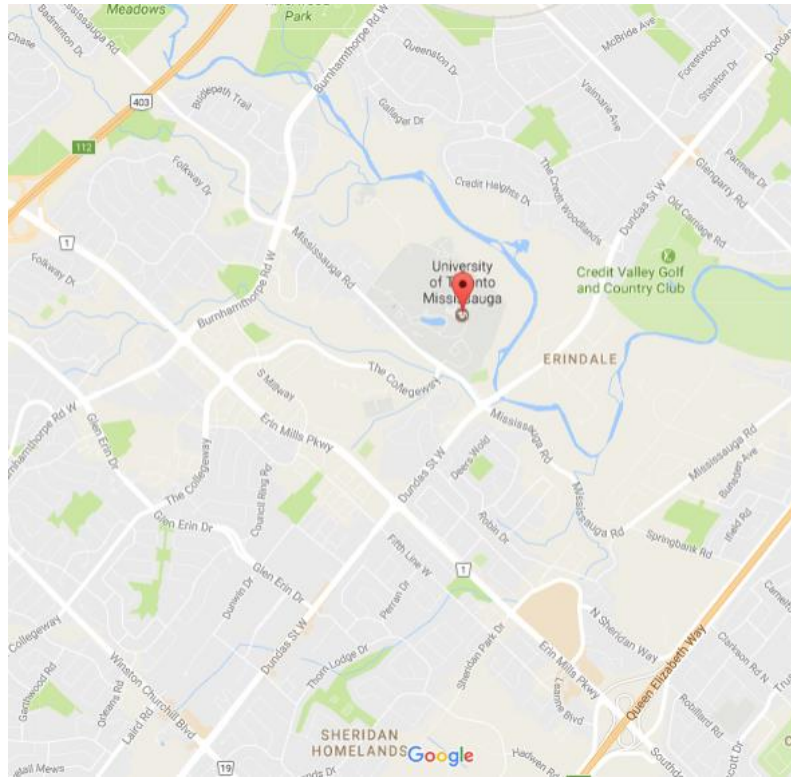 Meadows
Park
Mississauga Rd
Badminton Dr
Chase
403
112
Bridlepath Trail
Burnhamthorpe Rd W
Queenston Dr
McBride Ave
Forestwood Dr
Stainton Dr
Dundas
Gallager Dr
Valmarie Ave
Folkway Dr
The Credit Woodlands
Glengarry Rd
Parmeer Dr
Credit Heights Dr
Old Carriage Rd
Dundas St W
1
Folkway Dr
Mississauga Rd
Burnhamthorpe Rd W
University
of Toronto
Mississauga
Credit Valley Golf
and Country Club
ERINDALE
The Collegeway
S Millway
Erin Mills Pkwy
Burnhamthorpe Rd W
Glen Erin Dr
The Collegeway
Mississauga Rd
Dundas St W
Deers Wold
Mississauga Rd
Bunsden Ave
Ifield Rd
Council Ring Rd
Glen Erin Dr
Robin Dr
Mississauga Rd
Springbank Rd
Fifth Line W
Glen Erin Dr
Dunwin Dr
Perran Dr
1
N Sheridan Way
Collegeway
Dundas St W
Sheridan Park Dr
Erin Mills Pkwy
Queen Elizabeth Way
Clarkson Rd N
Winston Churchill Blvd
Thorn Lodge Dr
Garthwood Rd
Orleans Rd
Laird Rd
Leanne Blvd
Robillard Rd
19
SHERIDAN
HOMELANDS
Google
Hadwen Rd
Mews